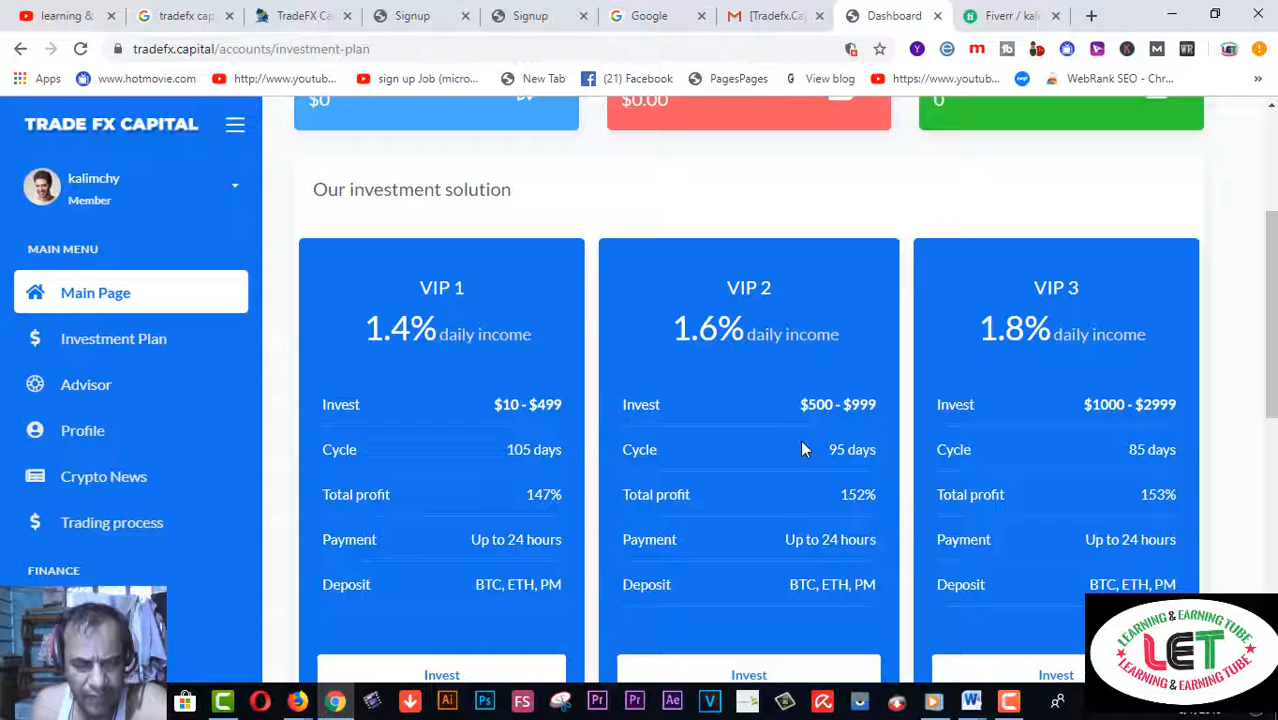 learning &
tradefx cap
TradeFX Ca
Signup
Signup
Google
[Tradefx.Ca
Dashboard
Fiverr / kal
tradefx.capital/accounts/investment-plan
Apps
www.hotmovie.com
http://www.youtub...
sign up Job (micro...
New Tab
(21) Facebook
PagesPages
View blog
https://www.youtub...
WebRank SEO - Chr...
TRADE FX CAPITAL
kalimchy
Member
MAIN MENU
Main Page
Investment Plan
Advisor
Profile
Crypto News
Trading process
FINANCE
$0
$0.00
0
Our investment solution
VIP 1
1.4% daily income
Invest $10 - $499
Cycle 105 days
Total profit 147%
Payment Up to 24 hours
Deposit BTC, ETH, PM
Invest
VIP 2
1.6% daily income
Invest $500 - $999
Cycle 95 days
Total profit 152%
Payment Up to 24 hours
Deposit BTC, ETH, PM
Invest
VIP 3
1.8% daily income
Invest $1000 - $2999
Cycle 85 days
Total profit 153%
Payment Up to 24 hours
Deposit BTC, ETH, PM
Invest
LEARNING & EARNING TUBE
LET
LEARNING & EARNING TUBE